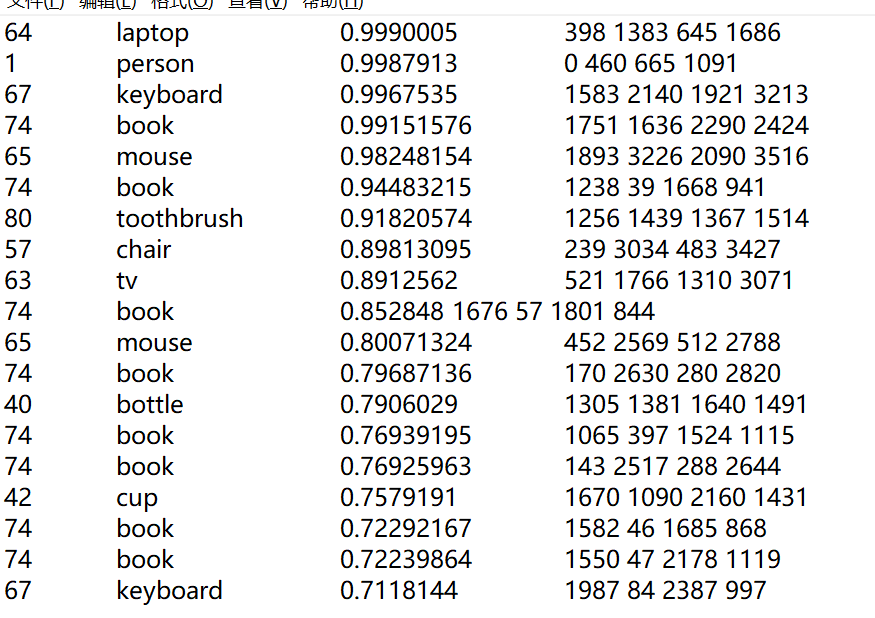 文件(F) 编辑(E) 格式(O) 查看(V) 帮助(H)
64 laptop 0.9990005 398 1383 645 1686
1 person 0.9987913 0 460 665 1091
67 keyboard 0.9967535 1583 2140 1921 3213
74 book 0.99151576 1751 1636 2290 2424
65 mouse 0.98248154 1893 3226 2090 3516
74 book 0.94483215 1238 39 1668 941
80 toothbrush 0.91820574 1256 1439 1367 1514
57 chair 0.89813095 239 3034 483 3427
63 tv 0.8912562 521 1766 1310 3071
74 book 0.852848 1676 57 1801 844
65 mouse 0.80071324 452 2569 512 2788
74 book 0.79687136 170 2630 280 2820
40 bottle 0.7906029 1305 1381 1640 1491
74 book 0.76939195 1065 397 1524 1115
74 book 0.76925963 143 2517 288 2644
42 cup 0.7579191 1670 1090 2160 1431
74 book 0.72292167 1582 46 1685 868
74 book 0.72239864 1550 47 2178 1119
67 keyboard 0.7118144 1987 84 2387 997